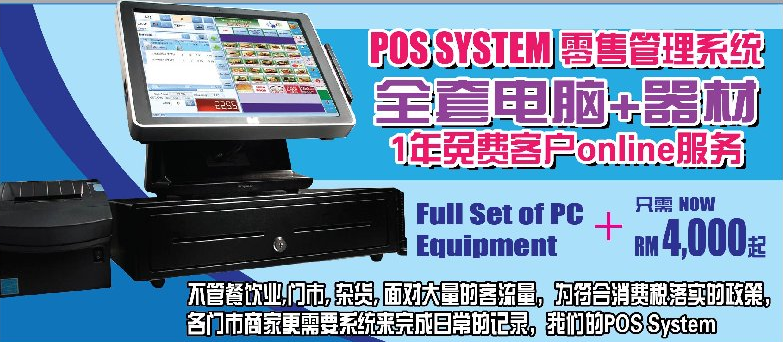 POS SYSTEM 零售管理系统
全套电脑+器材
1年免费客户online服务
Full Set of PC
Equipment
+
只需 NOW
RM 4,000起
不管餐饮业,门市,杂货,面对大量的客流量，为符合消费税落实的政策,
各门市商家更需要系统来完成日常的记录，我们的POS System